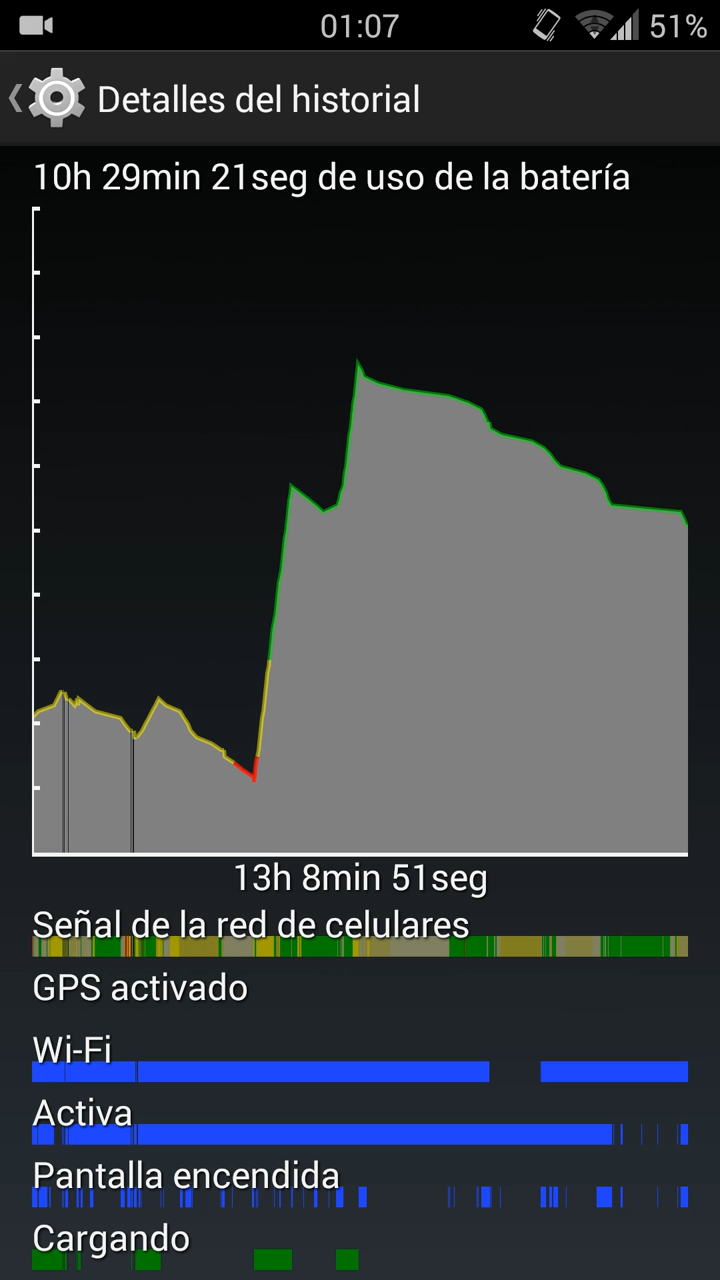 01:07 51%
Detalles del historial
10h 29min 21seg de uso de la batería
13h 8min 51seg
Señal de la red de celulares
GPS activado
Wi-Fi
Activa
Pantalla encendida
Cargando